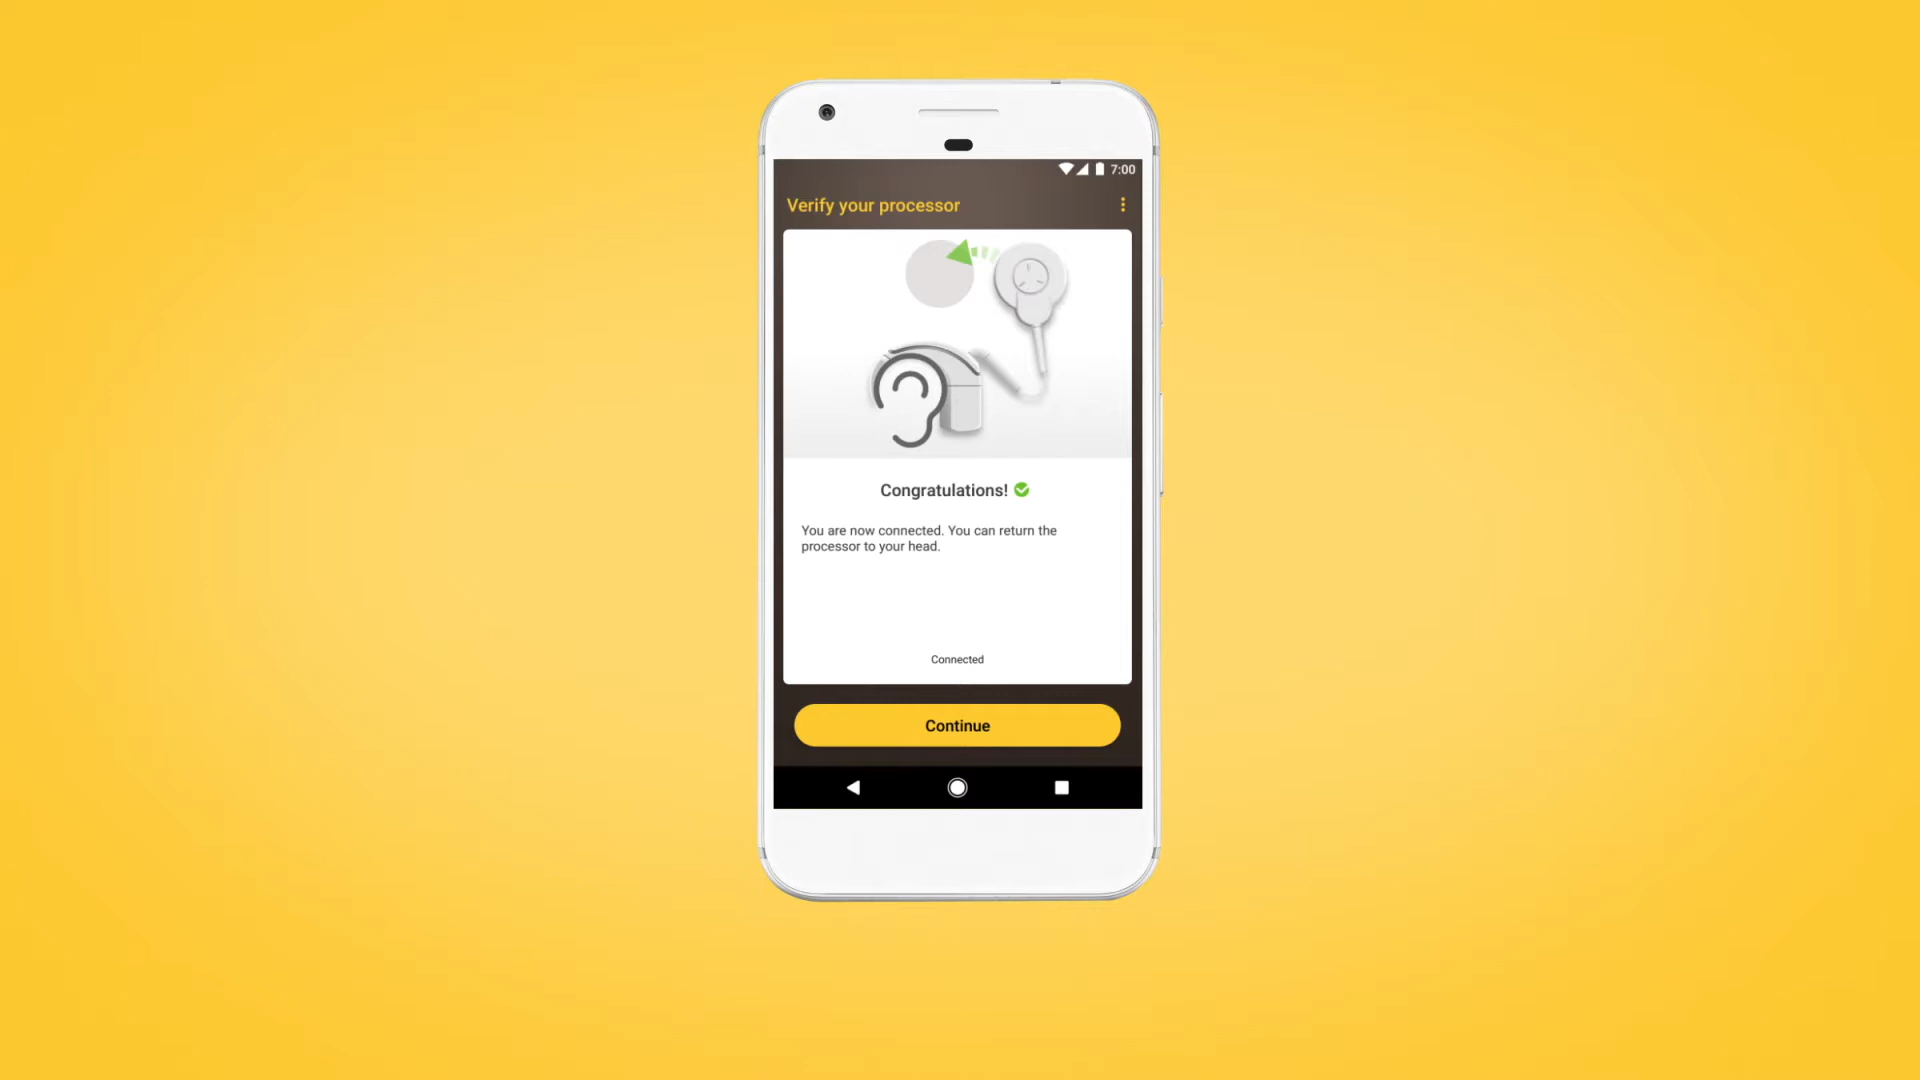 7:00
Verify your processor
Congratulations!
You are now connected. You can return the
processor to your head.
Connected
Continue